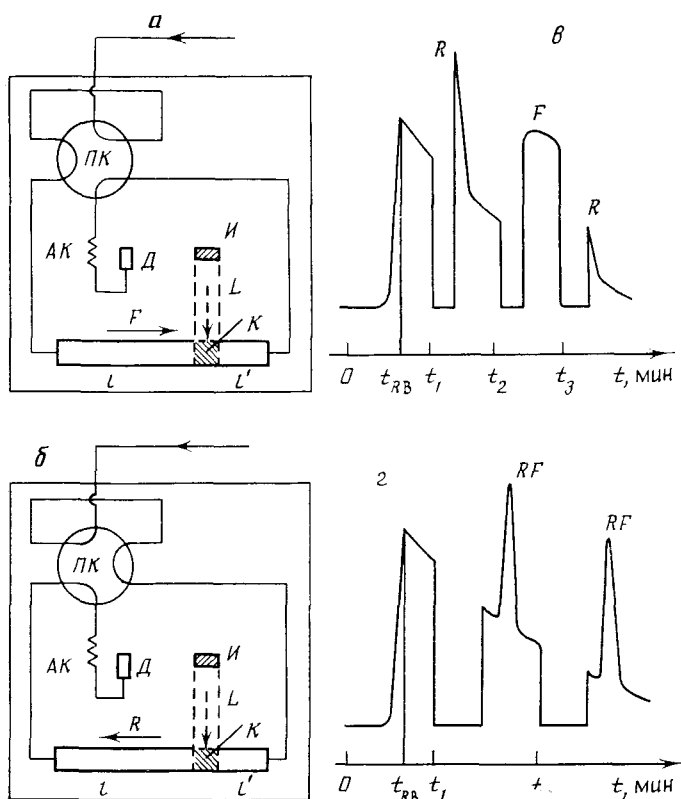 а
ПК
АК
Д
И
L
F
К
l
l'
в
R
F
R
0 t_RB t_1 t_2 t_3 t, мин
б
ПК
АК
Д
И
L
R
К
l
l'
г
RF
RF
0 t_RB t_1 t, мин